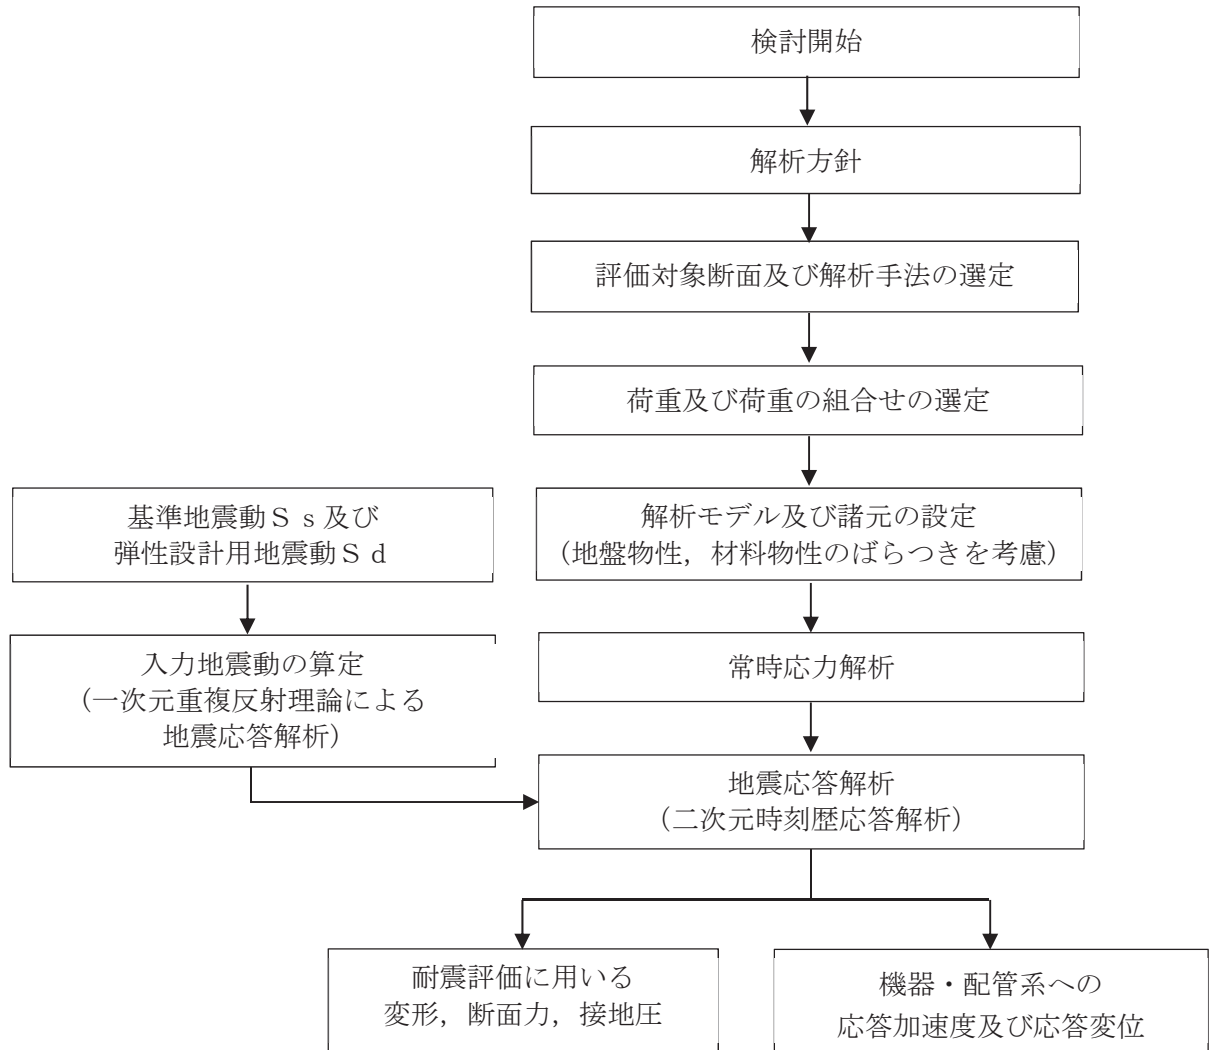 検討開始
解析方針
評価対象断面及び解析手法の選定
荷重及び荷重の組合せの選定
基準地震動Ｓｓ及び
弾性設計用地震動Ｓｄ
解析モデル及び諸元の設定
（地盤物性，材料物性のばらつきを考慮）
入力地震動の算定
（一次元重複反射理論による
地震応答解析）
常時応力解析
地震応答解析
（二次元時刻歴応答解析）
耐震評価に用いる
変形，断面力，接地圧
機器・配管系への
応答加速度及び応答変位